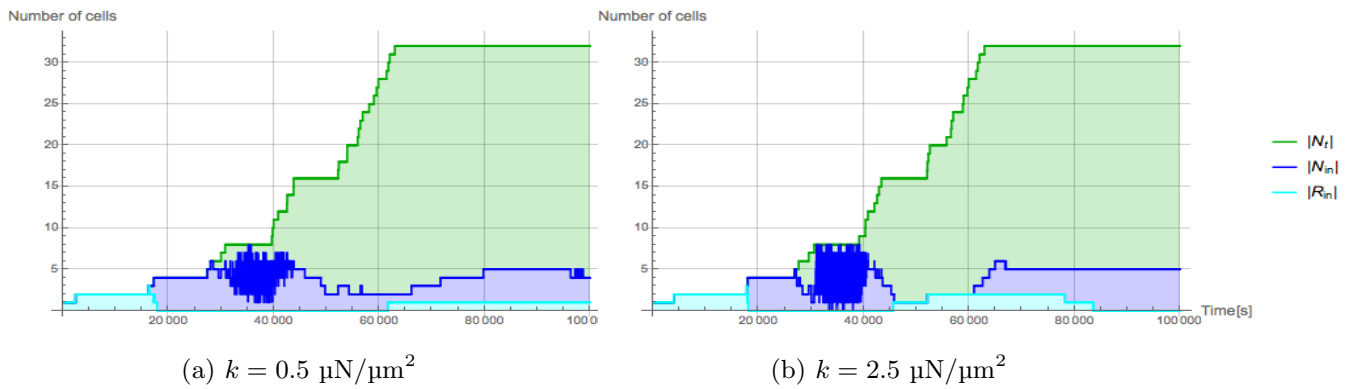 Number of cells
Number of cells
30
25
20
15
10
5
20 000
40 000
60 000
80 000
100 000
30
25
20
15
10
5
20 000
40 000
60 000
80 000
100 000
Time[s]
|N_t|
|N_in|
|R_in|
(a) k = 0.5 µN/µm²
(b) k = 2.5 µN/µm²